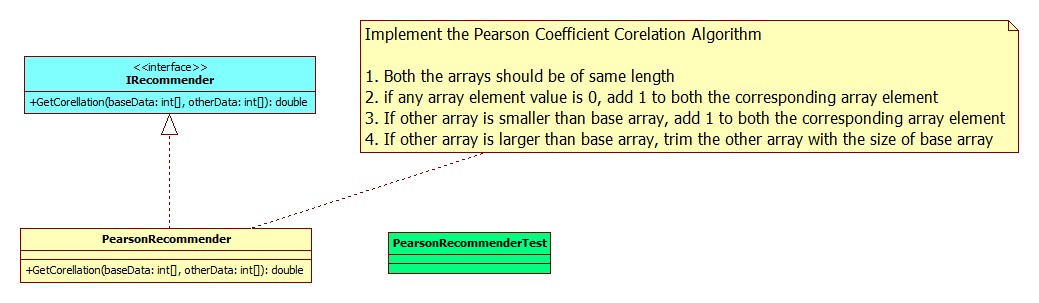 Implement the Pearson Coefficient Corelation Algorithm
1. Both the arrays should be of same length
2. if any array element value is 0, add 1 to both the corresponding array element
3. If other array is smaller than base array, add 1 to both the corresponding array element
4. If other array is larger than base array, trim the other array with the size of base array
<<interface>>
IRecommender
+GetCorellation(baseData: int[], otherData: int[]): double
PearsonRecommender
+GetCorellation(baseData: int[], otherData: int[]): double
PearsonRecommenderTest